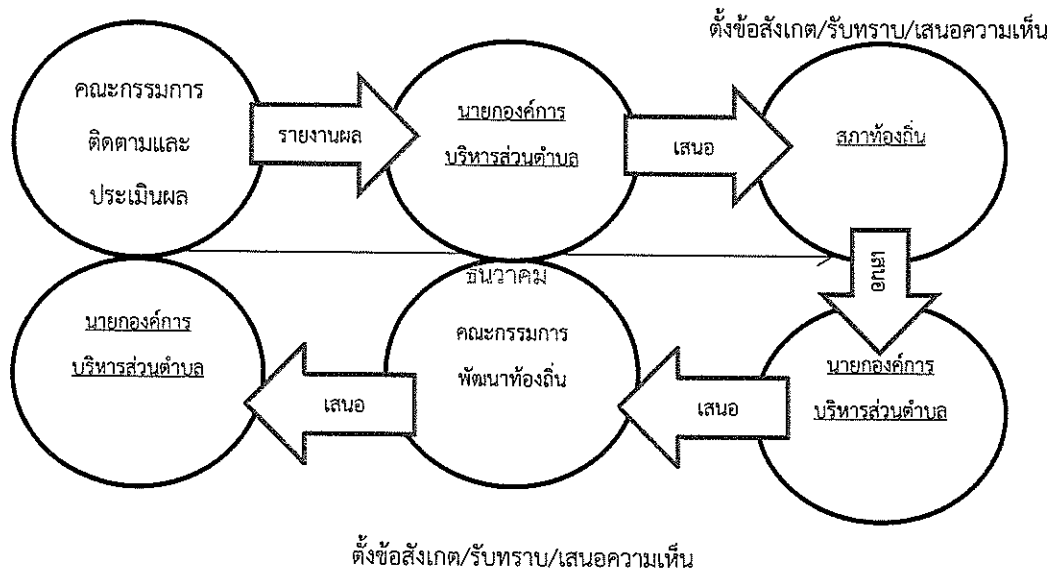 ตั้งข้อสังเกต/รับทราบ/เสนอความเห็น
คณะกรรมการ
ติดตามและ
ประเมินผล
รายงานผล
นายกองค์การ
บริหารส่วนตำบล
เสนอ
สภาท้องถิ่น
เสนอ
ธันวาคม
นายกองค์การ
บริหารส่วนตำบล
เสนอ
คณะกรรมการ
พัฒนาท้องถิ่น
เสนอ
นายกองค์การ
บริหารส่วนตำบล
ตั้งข้อสังเกต/รับทราบ/เสนอความเห็น